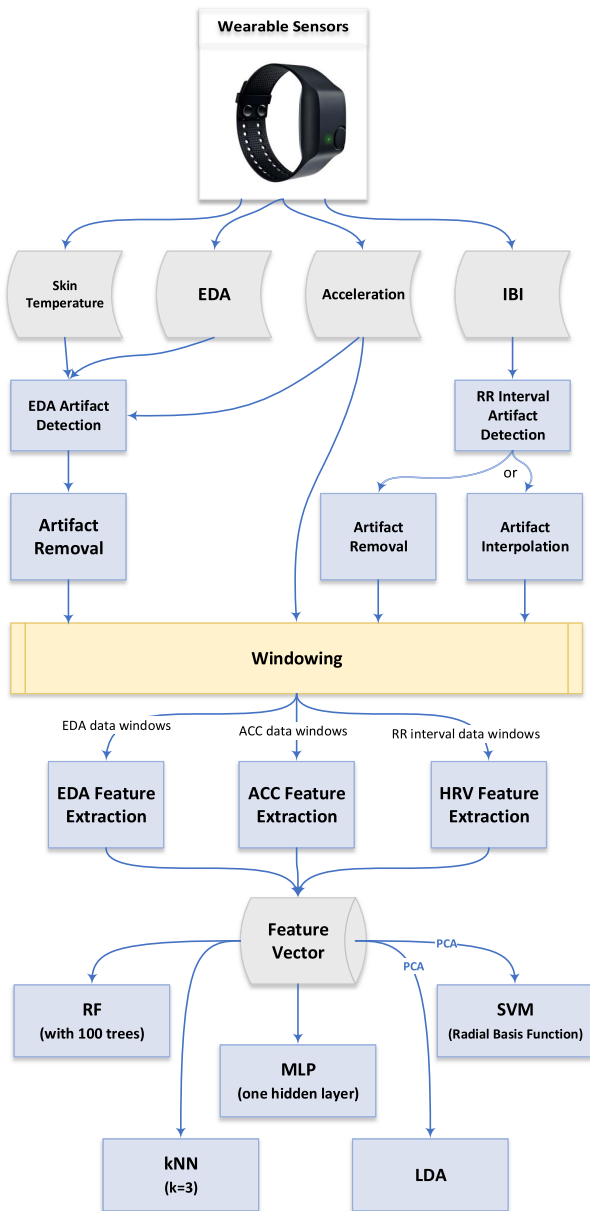 Wearable Sensors
Skin
Temperature
EDA
Acceleration
IBI
EDA Artifact
Detection
RR Interval
Artifact
Detection
or
Artifact
Removal
Artifact
Removal
Artifact
Interpolation
Windowing
EDA data windows
ACC data windows
RR interval data windows
EDA Feature
Extraction
ACC Feature
Extraction
HRV Feature
Extraction
Feature
Vector
PCA
PCA
RF
(with 100 trees)
SVM
(Radial Basis Function)
MLP
(one hidden layer)
kNN
(k=3)
LDA